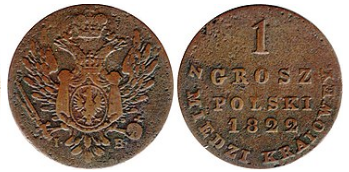 I B
1
GROSZ
POLSKI
1822
Z MIEDZI KRAIOWEY